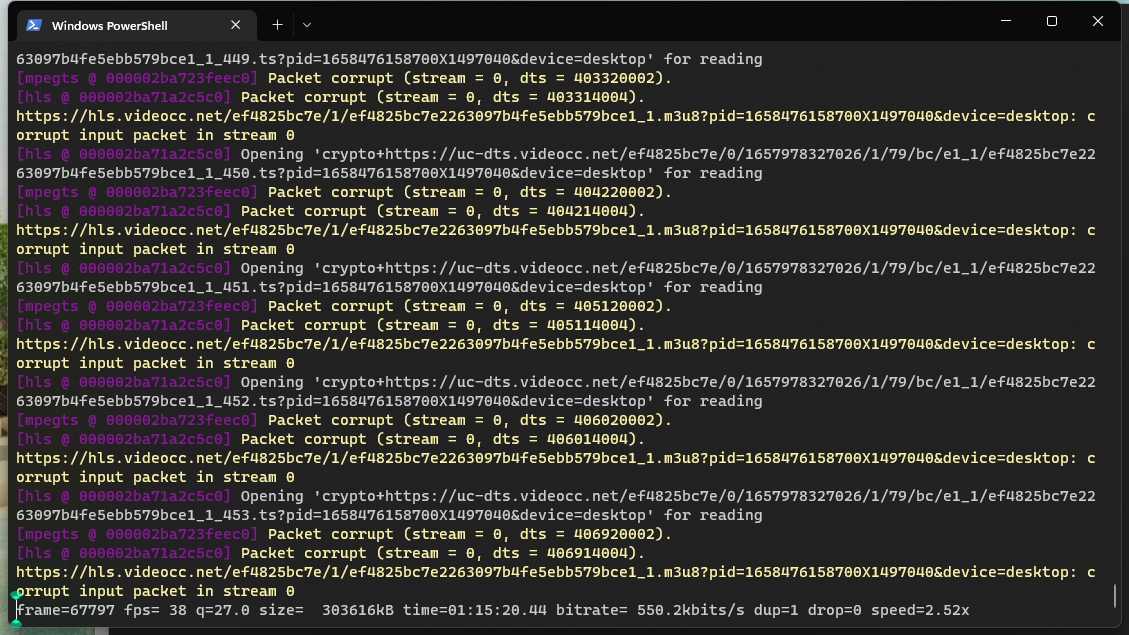 Windows PowerShell
63097b4fe5ebb579bce1_1_449.ts?pid=1658476158700X1497040&device=desktop' for reading
[mpegts @ 000002ba723feec0] Packet corrupt (stream = 0, dts = 403320002).
[hls @ 000002ba71a2c5c0] Packet corrupt (stream = 0, dts = 403314004).
https://hls.videocc.net/ef4825bc7e/1/ef4825bc7e2263097b4fe5ebb579bce1_1.m3u8?pid=1658476158700X1497040&device=desktop: c
orrupt input packet in stream 0
[hls @ 000002ba71a2c5c0] Opening 'crypto+https://uc-dts.videocc.net/ef4825bc7e/0/1657978327026/1/79/bc/e1_1/ef4825bc7e22
63097b4fe5ebb579bce1_1_450.ts?pid=1658476158700X1497040&device=desktop' for reading
[mpegts @ 000002ba723feec0] Packet corrupt (stream = 0, dts = 404220002).
[hls @ 000002ba71a2c5c0] Packet corrupt (stream = 0, dts = 404214004).
https://hls.videocc.net/ef4825bc7e/1/ef4825bc7e2263097b4fe5ebb579bce1_1.m3u8?pid=1658476158700X1497040&device=desktop: c
orrupt input packet in stream 0
[hls @ 000002ba71a2c5c0] Opening 'crypto+https://uc-dts.videocc.net/ef4825bc7e/0/1657978327026/1/79/bc/e1_1/ef4825bc7e22
63097b4fe5ebb579bce1_1_451.ts?pid=1658476158700X1497040&device=desktop' for reading
[mpegts @ 000002ba723feec0] Packet corrupt (stream = 0, dts = 405120002).
[hls @ 000002ba71a2c5c0] Packet corrupt (stream = 0, dts = 405114004).
https://hls.videocc.net/ef4825bc7e/1/ef4825bc7e2263097b4fe5ebb579bce1_1.m3u8?pid=1658476158700X1497040&device=desktop: c
orrupt input packet in stream 0
[hls @ 000002ba71a2c5c0] Opening 'crypto+https://uc-dts.videocc.net/ef4825bc7e/0/1657978327026/1/79/bc/e1_1/ef4825bc7e22
63097b4fe5ebb579bce1_1_452.ts?pid=1658476158700X1497040&device=desktop' for reading
[mpegts @ 000002ba723feec0] Packet corrupt (stream = 0, dts = 406020002).
[hls @ 000002ba71a2c5c0] Packet corrupt (stream = 0, dts = 406014004).
https://hls.videocc.net/ef4825bc7e/1/ef4825bc7e2263097b4fe5ebb579bce1_1.m3u8?pid=1658476158700X1497040&device=desktop: c
orrupt input packet in stream 0
[hls @ 000002ba71a2c5c0] Opening 'crypto+https://uc-dts.videocc.net/ef4825bc7e/0/1657978327026/1/79/bc/e1_1/ef4825bc7e22
63097b4fe5ebb579bce1_1_453.ts?pid=1658476158700X1497040&device=desktop' for reading
[mpegts @ 000002ba723feec0] Packet corrupt (stream = 0, dts = 406920002).
[hls @ 000002ba71a2c5c0] Packet corrupt (stream = 0, dts = 406914004).
https://hls.videocc.net/ef4825bc7e/1/ef4825bc7e2263097b4fe5ebb579bce1_1.m3u8?pid=1658476158700X1497040&device=desktop: c
orrupt input packet in stream 0
frame=67797 fps= 38 q=27.0 size=  303616kB time=01:15:20.44 bitrate= 550.2kbits/s dup=1 drop=0 speed=2.52x